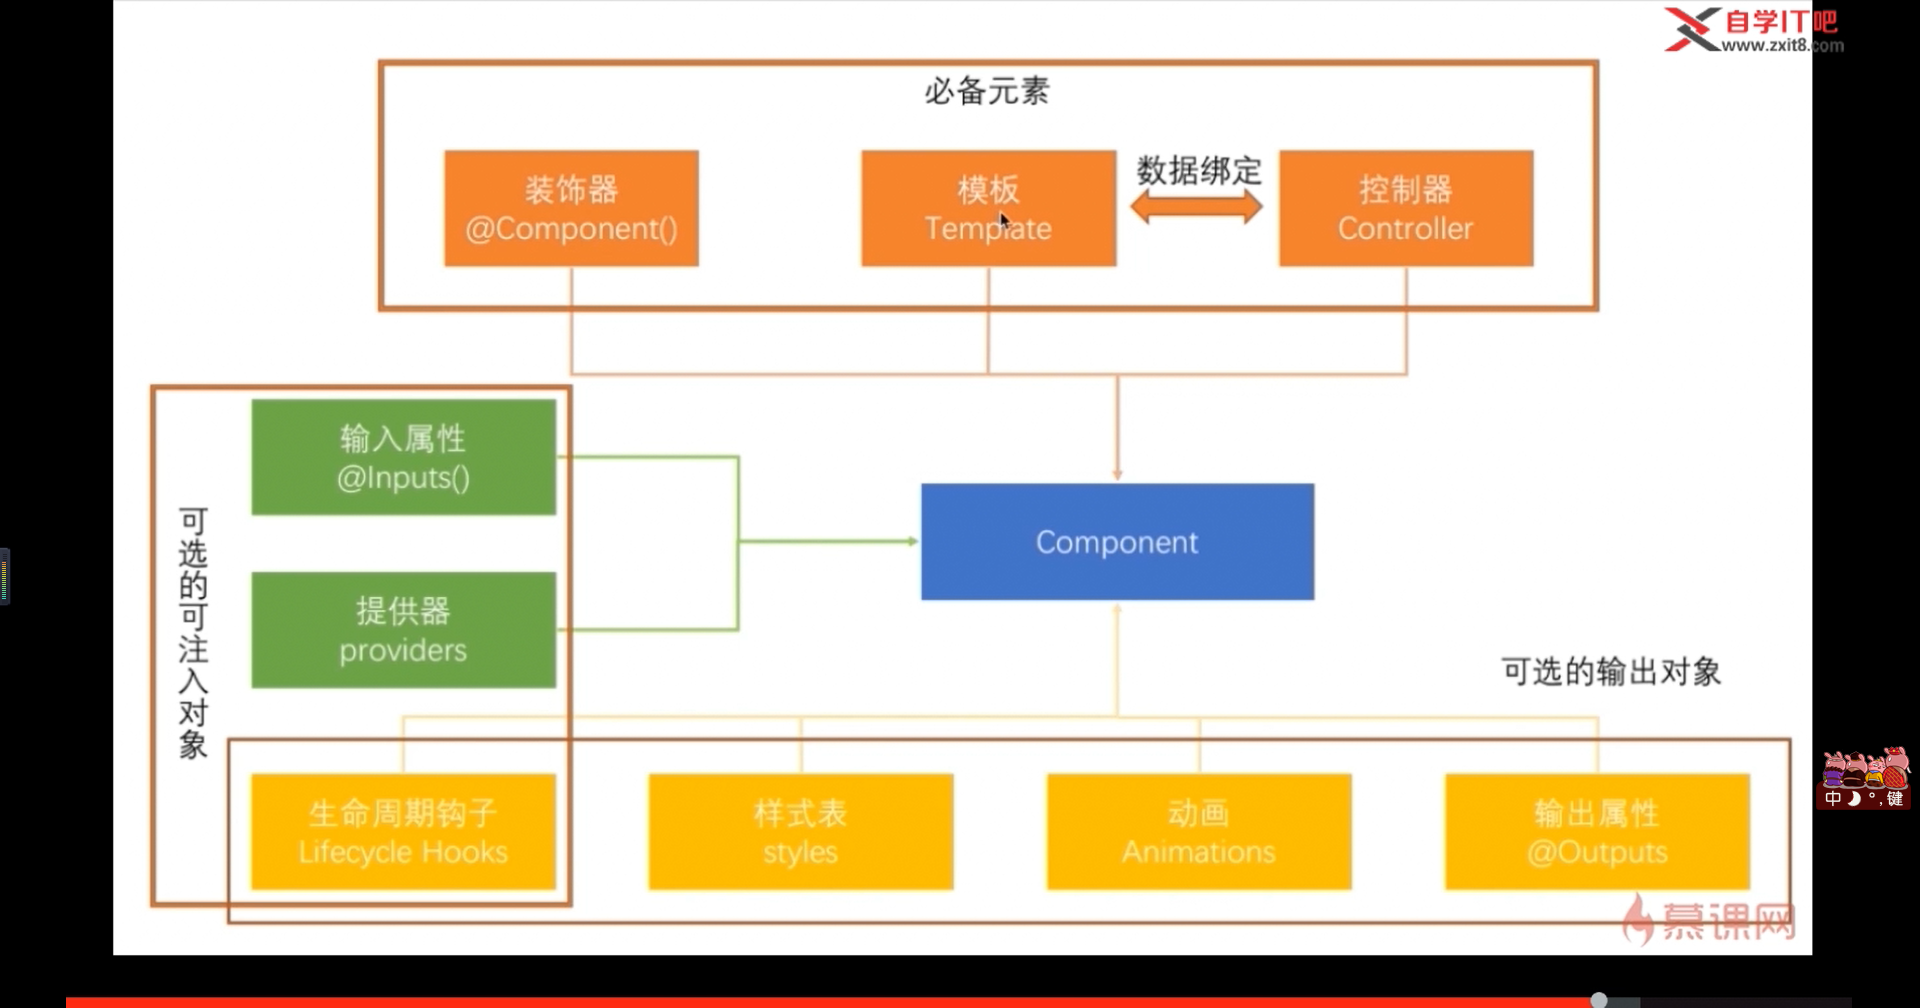 自学IT吧
www.zxit8.com
必备元素
装饰器
@Component()
模板
Template
数据绑定
控制器
Controller
可选的可注入对象
输入属性
@Inputs()
提供器
providers
Component
可选的输出对象
生命周期钩子
Lifecycle Hooks
样式表
styles
动画
Animations
输出属性
@Outputs
慕课网
中 °, 键